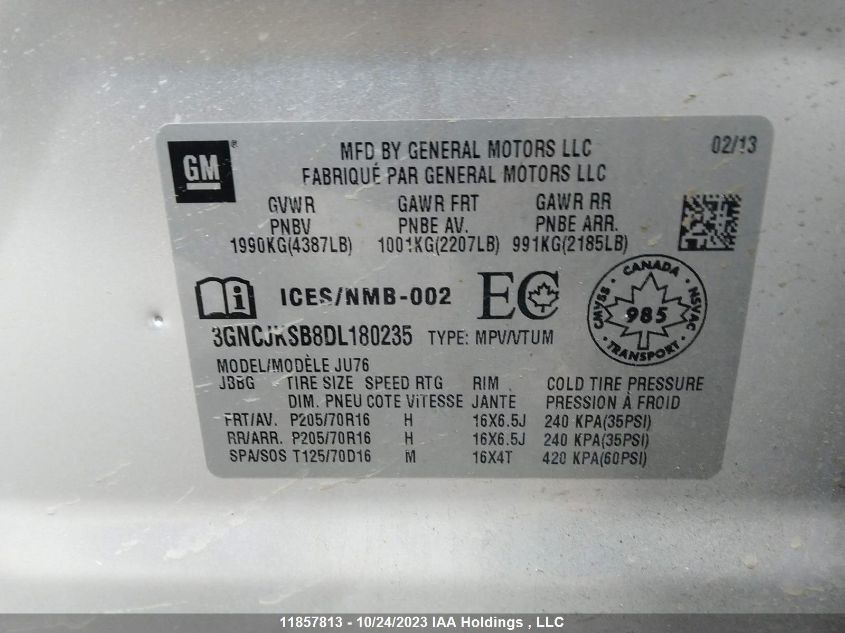 GM
MFD BY GENERAL MOTORS LLC
FABRIQUÉ PAR GENERAL MOTORS LLC
02/13
GVWR GAWR FRT GAWR RR
PNBV PNBE AV. PNBE ARR.
1990KG(4387LB) 1001KG(2207LB) 991KG(2185LB)
ICES/NMB-002 EC
CANADA
CMVSS 985 NSVAC
TRANSPORT
3GNCJKSB8DL180235 TYPE: MPV/VTUM
MODEL/MODÈLE JU76
JBBG TIRE SIZE SPEED RTG RIM COLD TIRE PRESSURE
DIM. PNEU COTE VITESSE JANTE PRESSION À FROID
FRT/AV. P205/70R16 H 16X6.5J 240 KPA(35PSI)
RR/ARR. P205/70R16 H 16X6.5J 240 KPA(35PSI)
SPA/SOS T125/70D16 M 16X4T 420 KPA(60PSI)
11857813 - 10/24/2023 IAA Holdings , LLC